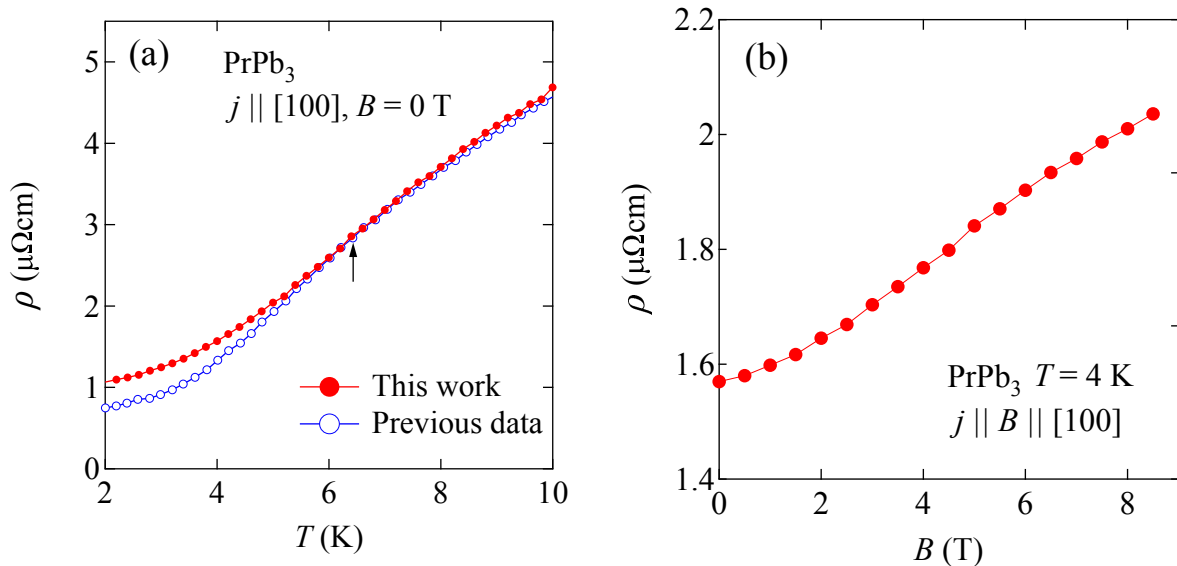 (a)
PrPb3
j || [100], B = 0 T
5
4
3
2
1
0
ρ (μΩcm)
This work
Previous data
2
4
6
8
10
T (K)
(b)
2.2
2
1.8
1.6
1.4
ρ (μΩcm)
PrPb3 T = 4 K
j || B || [100]
0
2
4
6
8
B (T)